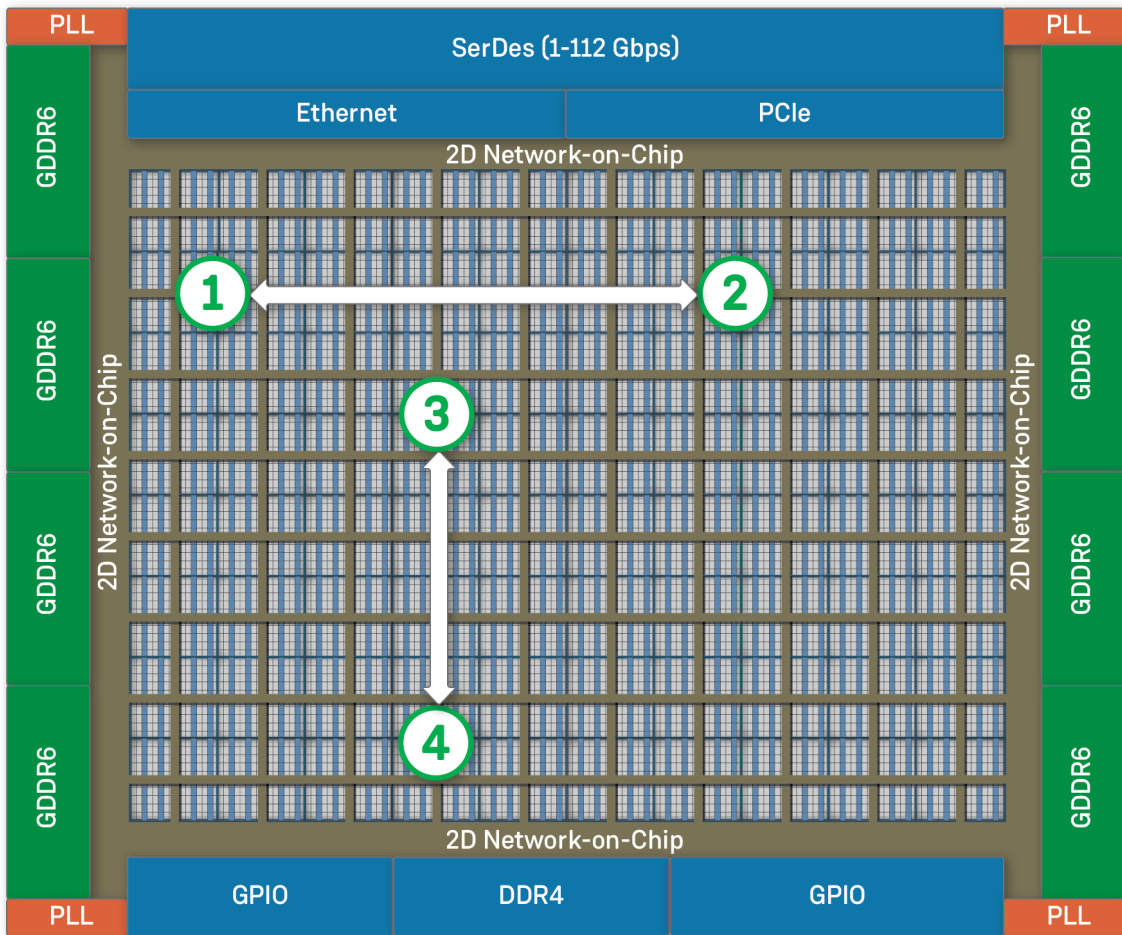 PLL
SerDes (1-112 Gbps)
PLL
Ethernet
PCIe
2D Network-on-Chip
GDDR6
GDDR6
GDDR6
GDDR6
2D Network-on-Chip
1
2
3
4
2D Network-on-Chip
GDDR6
GDDR6
GDDR6
GDDR6
2D Network-on-Chip
GPIO
DDR4
GPIO
PLL
PLL